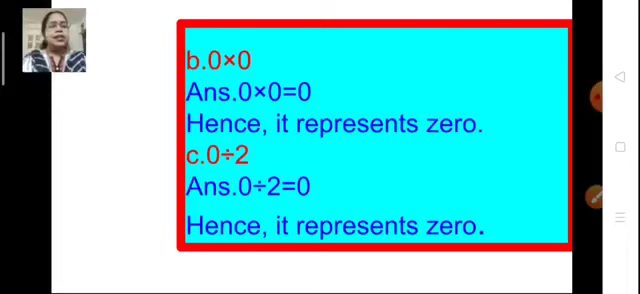 b.0×0
Ans.0×0=0
Hence, it represents zero.
c.0÷2
Ans.0÷2=0
Hence, it represents zero.